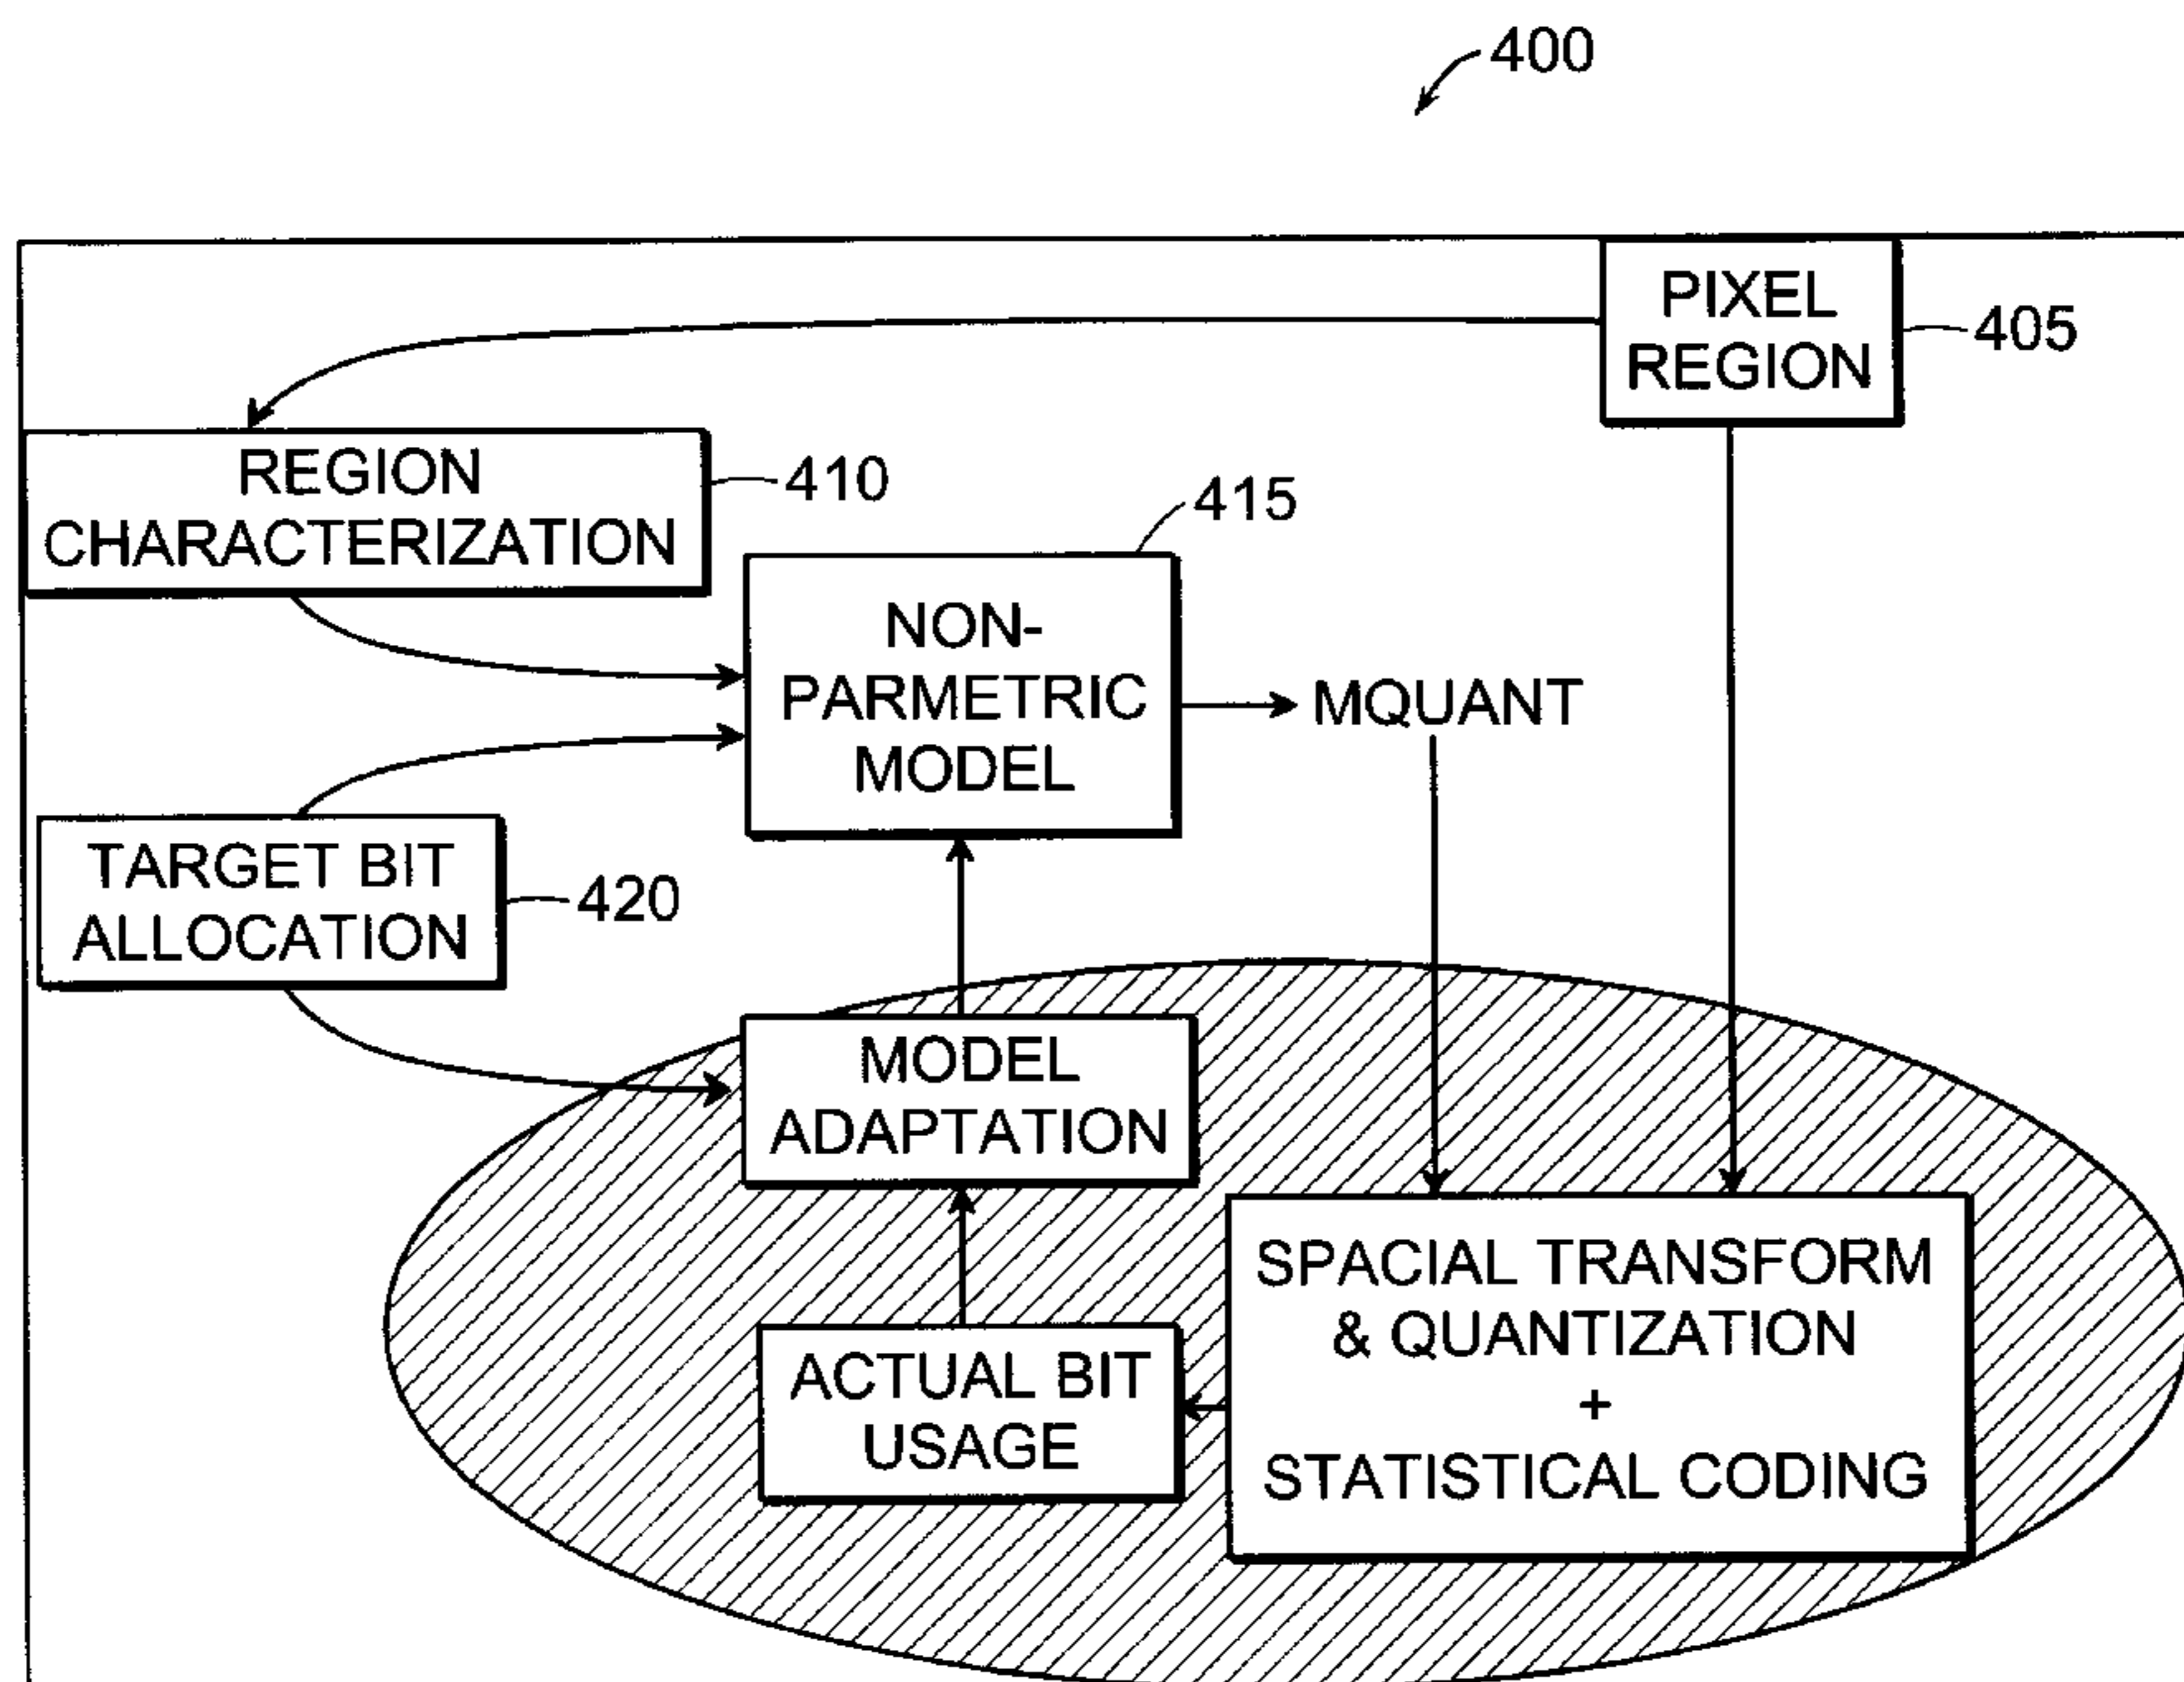 400
PIXEL
REGION
405
REGION
CHARACTERIZATION
410
415
NON-
PARMETRIC
MODEL
MQUANT
TARGET BIT
ALLOCATION
420
MODEL
ADAPTATION
SPACIAL TRANSFORM
& QUANTIZATION
+
STATISTICAL CODING
ACTUAL BIT
USAGE